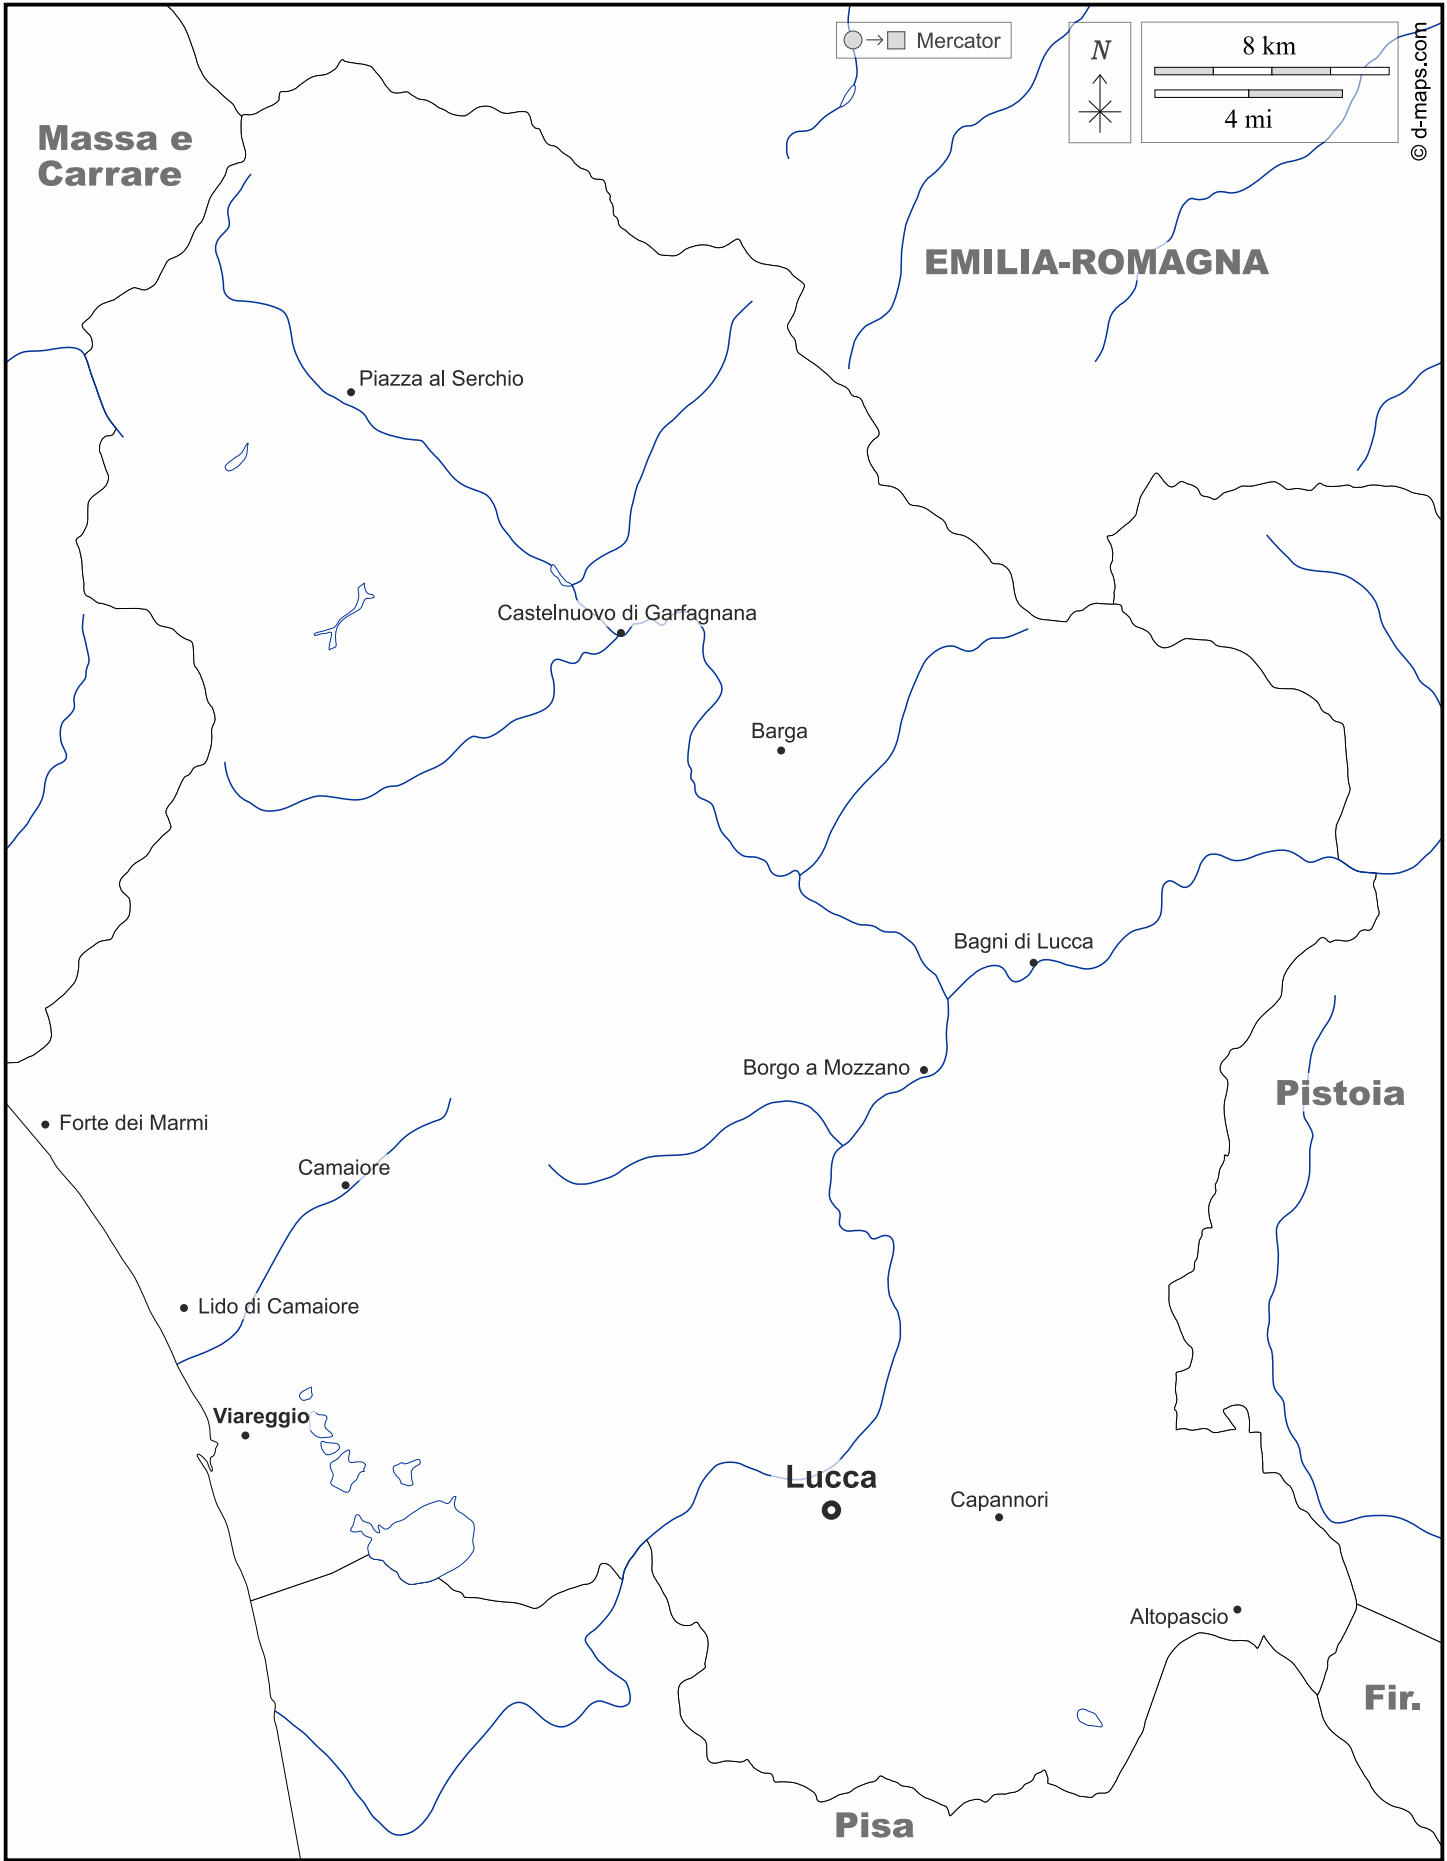 Mercator
N
8 km
4 mi
© d-maps.com
Massa e
Carrare
EMILIA-ROMAGNA
Piazza al Serchio
Castelnuovo di Garfagnana
Barga
Bagni di Lucca
Borgo a Mozzano
Pistoia
Forte dei Marmi
Camaiore
Lido di Camaiore
Viareggio
Lucca
Capannori
Altopascio
Fir.
Pisa